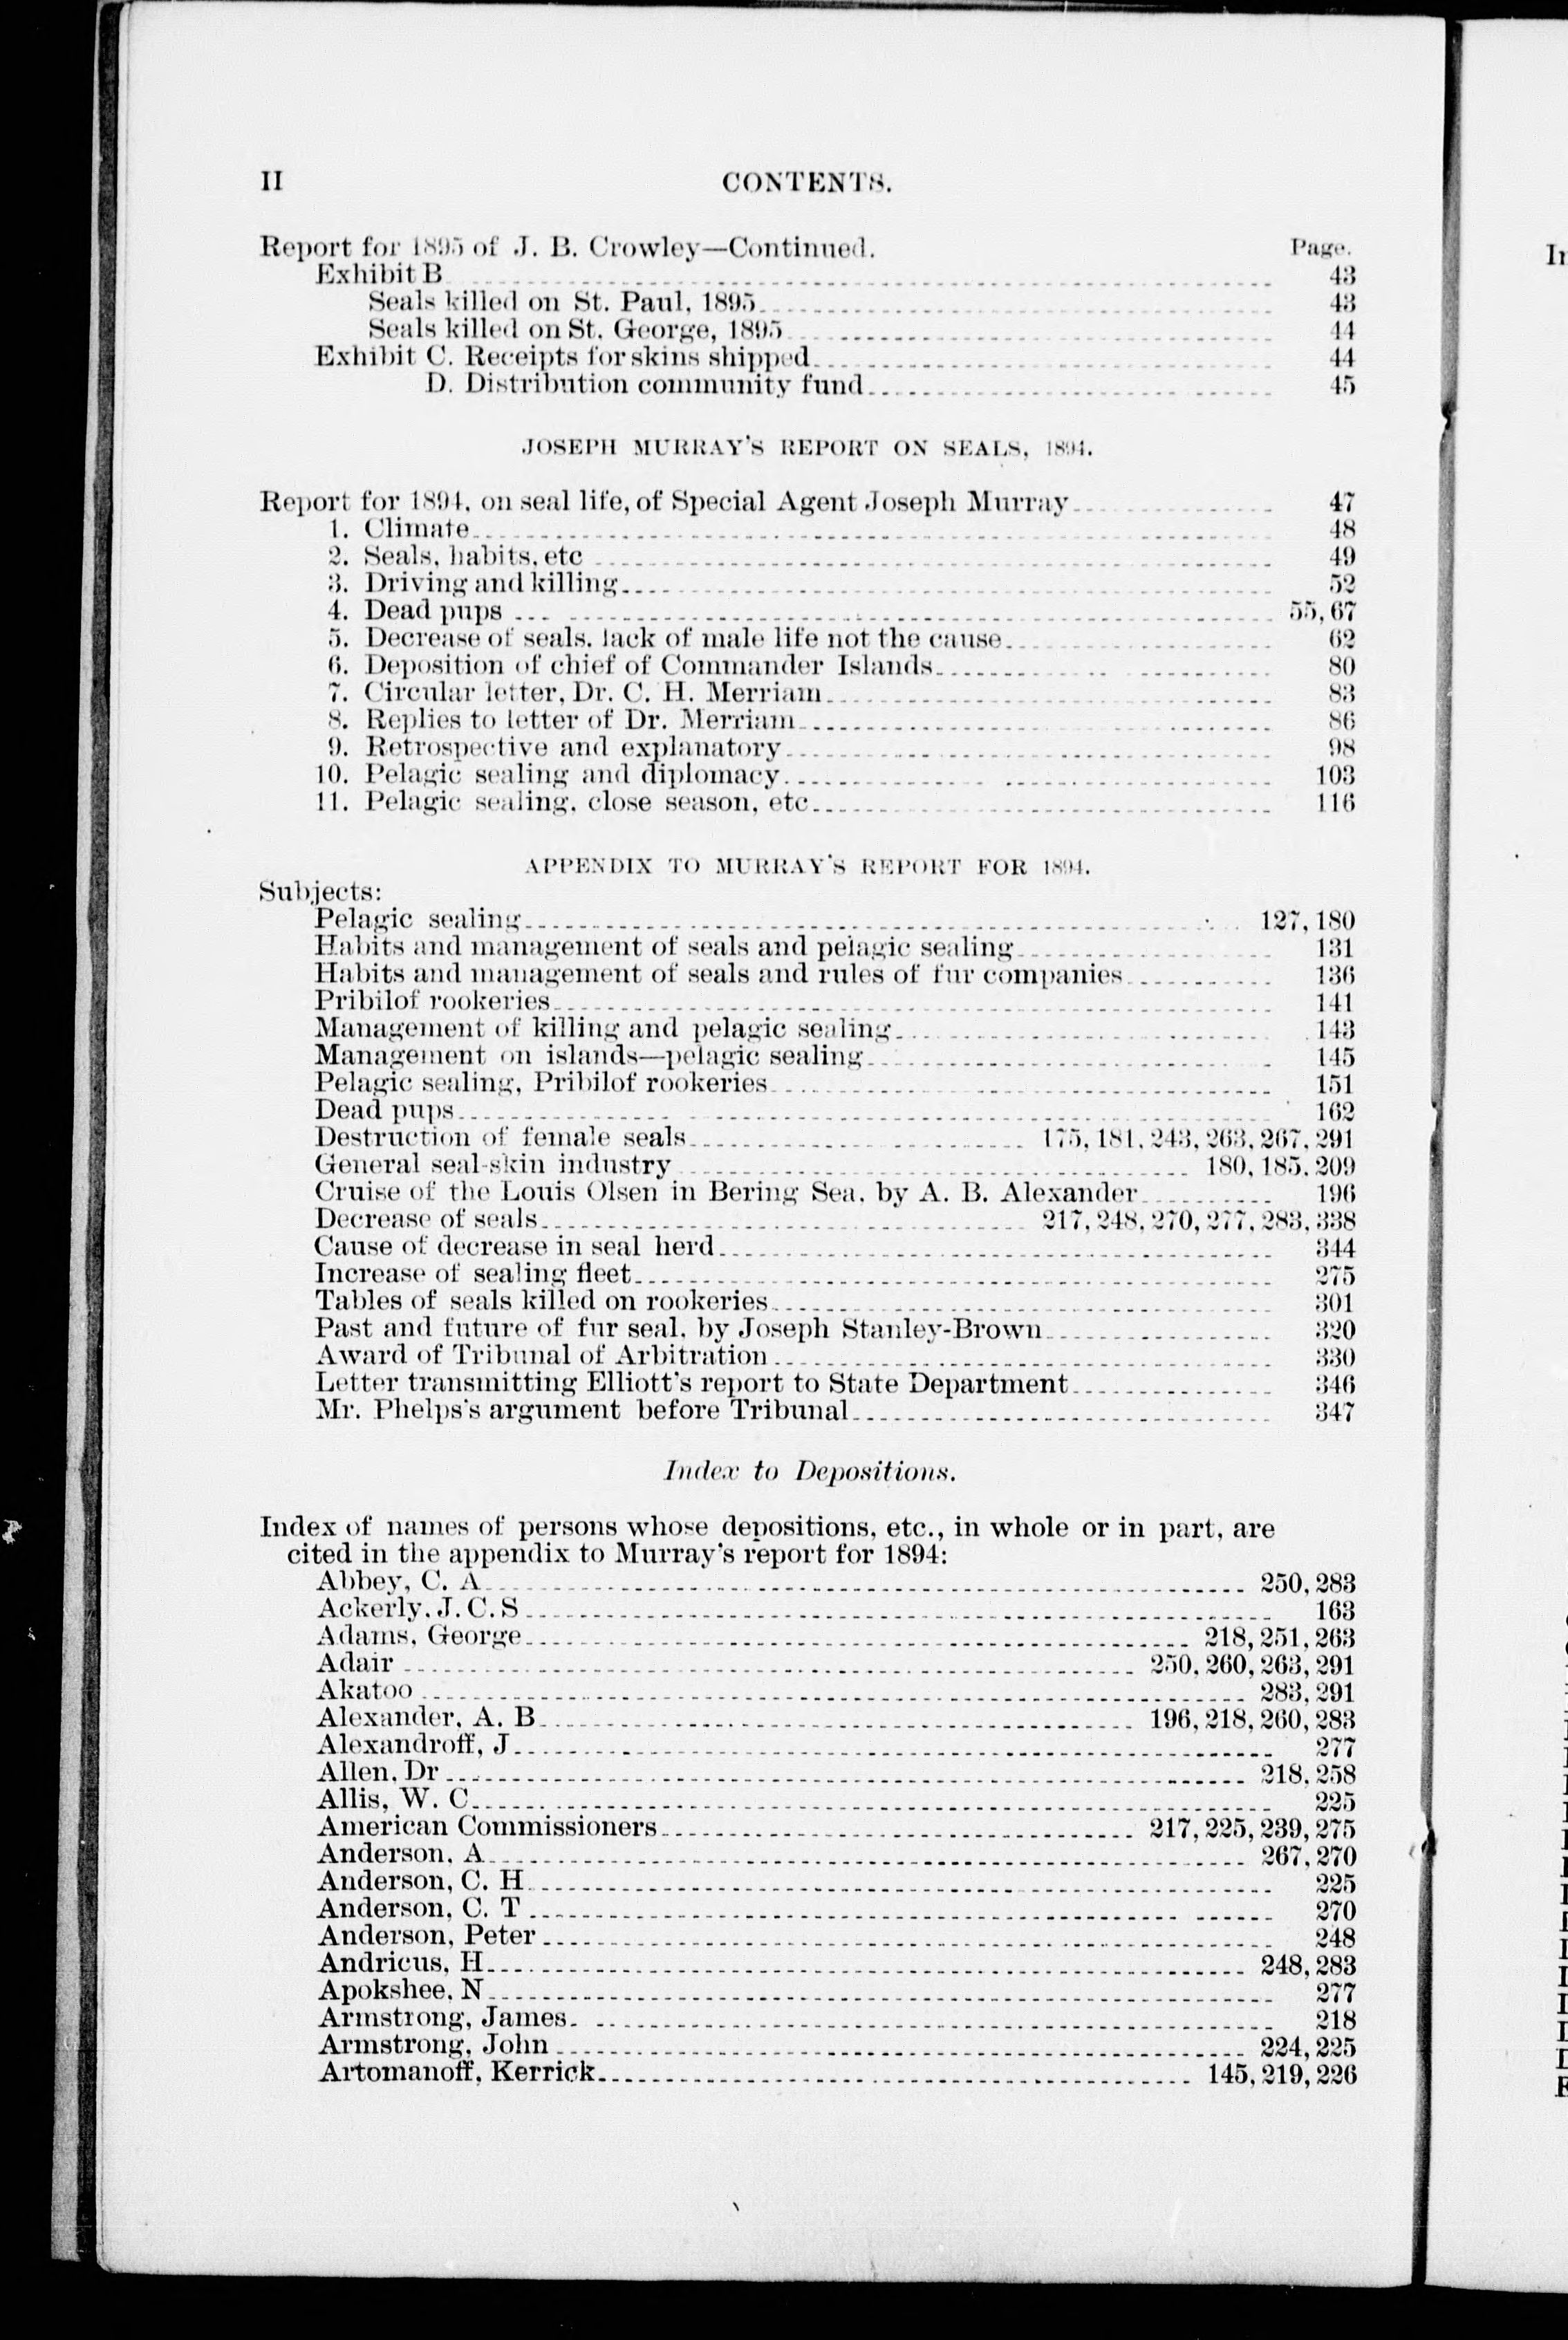 II CONTENTS.
Report for 1895 of J. B. Crowley—Continued. Page.
Exhibit B 43
Seals killed on St. Paul, 1895 43
Seals killed on St. George, 1895 44
Exhibit C. Receipts for skins shipped 44
D. Distribution community fund 45
JOSEPH MURRAY'S REPORT ON SEALS, 1894.
Report for 1894, on seal life, of Special Agent Joseph Murray 47
1. Climate 48
2. Seals, habits, etc 49
3. Driving and killing 52
4. Dead pups 55, 67
5. Decrease of seals, lack of male life not the cause 62
6. Deposition of chief of Commander Islands 80
7. Circular letter, Dr. C. H. Merriam 83
8. Replies to letter of Dr. Merriam 86
9. Retrospective and explanatory 98
10. Pelagic sealing and diplomacy 103
11. Pelagic sealing, close season, etc 116
APPENDIX TO MURRAY'S REPORT FOR 1894.
Subjects:
Pelagic sealing 127, 180
Habits and management of seals and pelagic sealing 131
Habits and management of seals and rules of fur companies 136
Pribilof rookeries 141
Management of killing and pelagic sealing 143
Management on islands—pelagic sealing 145
Pelagic sealing, Pribilof rookeries 151
Dead pups 162
Destruction of female seals 175, 181, 243, 263, 267, 291
General seal-skin industry 180, 185, 209
Cruise of the Louis Olsen in Bering Sea, by A. B. Alexander 196
Decrease of seals 217, 248, 270, 277, 283, 338
Cause of decrease in seal herd 344
Increase of sealing fleet 275
Tables of seals killed on rookeries 301
Past and future of fur seal, by Joseph Stanley-Brown 320
Award of Tribunal of Arbitration 330
Letter transmitting Elliott's report to State Department 346
Mr. Phelps's argument before Tribunal 347
Index to Depositions.
Index of names of persons whose depositions, etc., in whole or in part, are
cited in the appendix to Murray's report for 1894:
Abbey, C. A 250, 283
Ackerly, J. C. S 163
Adams, George 218, 251, 263
Adair 250, 260, 263, 291
Akatoo 283, 291
Alexander, A. B 196, 218, 260, 283
Alexandroff, J 277
Allen, Dr 218, 258
Allis, W. C 225
American Commissioners 217, 225, 239, 275
Anderson, A 267, 270
Anderson, C. H 225
Anderson, C. T 270
Anderson, Peter 248
Andricus, H 248, 283
Apokshee, N 277
Armstrong, James 218
Armstrong, John 224, 225
Artomanoff, Kerrick 145, 219, 226